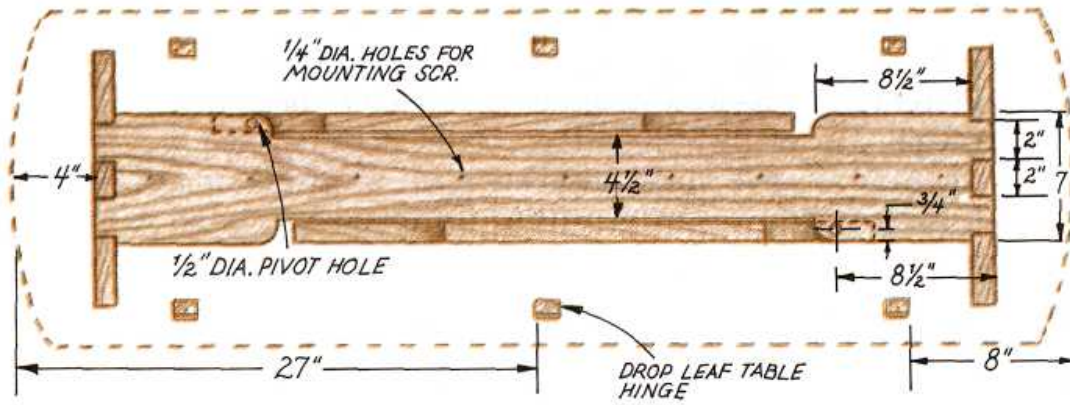 1/4" DIA. HOLES FOR
MOUNTING SCR.
8 1/2"
4"
4 1/2"
2"
2"
7
3/4"
1/2" DIA. PIVOT HOLE
8 1/2"
27"
DROP LEAF TABLE
HINGE
8"